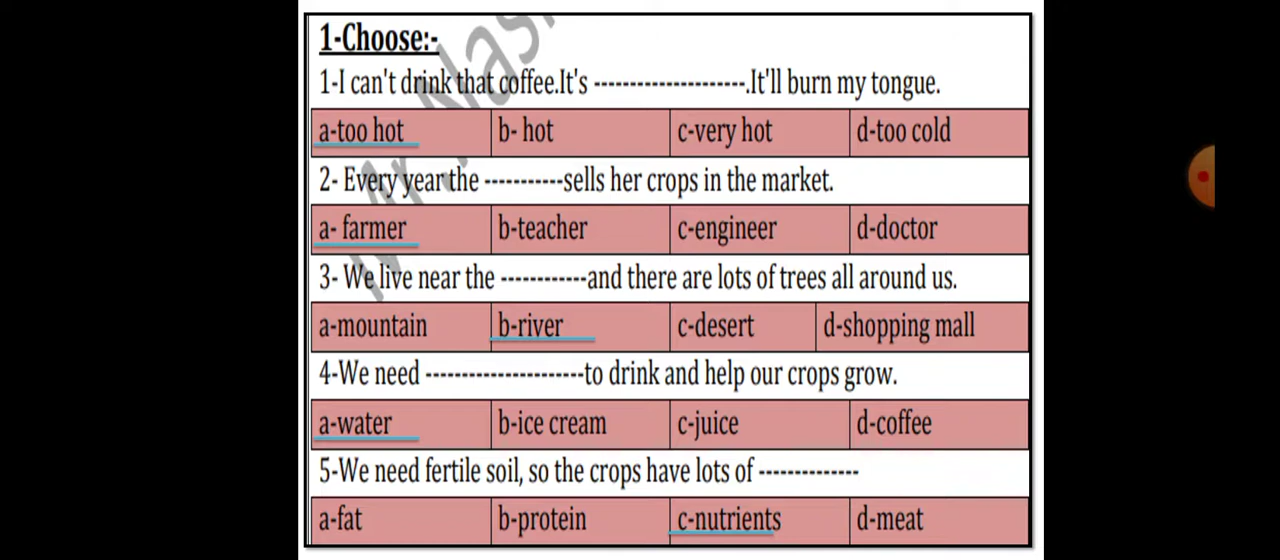 1-Choose:-
1-I can't drink that coffee.It's --------------------.It'll burn my tongue.
a-too hot b- hot c-very hot d-too cold
2- Every year the -----------sells her crops in the market.
a- farmer b-teacher c-engineer d-doctor
3- We live near the ------------and there are lots of trees all around us.
a-mountain b-river c-desert d-shopping mall
4-We need ----------------------to drink and help our crops grow.
a-water b-ice cream c-juice d-coffee
5-We need fertile soil, so the crops have lots of --------------
a-fat b-protein c-nutrients d-meat